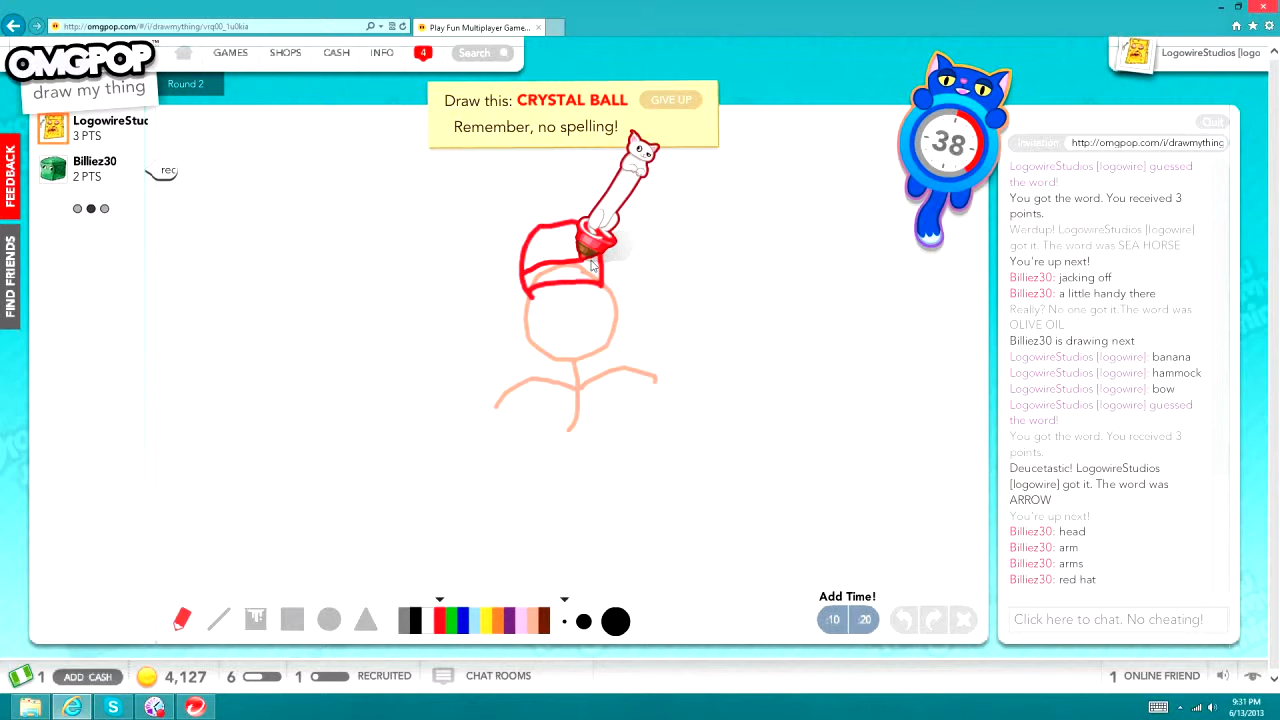 http://omgpop.com/#/i/drawmything/vrq00_1u0kia
Play Fun Multiplayer Game...
OMGPOP
draw my thing
GAMES
SHOPS
CASH
INFO
4
Search
LogowireStudios [logo
Round 2
Draw this: CRYSTAL BALL
GIVE UP
Remember, no spelling!
38
LogowireStuc
3 PTS
Billiez30
2 PTS
rec
FEEDBACK
FIND FRIENDS
Quit
Invitation
http://omgpop.com/i/drawmything
LogowireStudios [logowire] guessed
the word!
You got the word. You received 3
points.
Werdup! LogowireStudios [logowire]
got it. The word was SEA HORSE
You're up next!
Billiez30: jacking off
Billiez30: a little handy there
Really? No one got it.The word was
OLIVE OIL
Billiez30 is drawing next
LogowireStudios [logowire]: banana
LogowireStudios [logowire]: hammock
LogowireStudios [logowire]: bow
LogowireStudios [logowire] guessed
the word!
You got the word. You received 3
points.
Deucetastic! LogowireStudios
[logowire] got it. The word was
ARROW
You're up next!
Billiez30: head
Billiez30: arm
Billiez30: arms
Billiez30: red hat
Click here to chat. No cheating!
Add Time!
:10
:20
1
ADD CASH
4,127
6
1
RECRUITED
CHAT ROOMS
1 ONLINE FRIEND
9:31 PM
6/13/2013